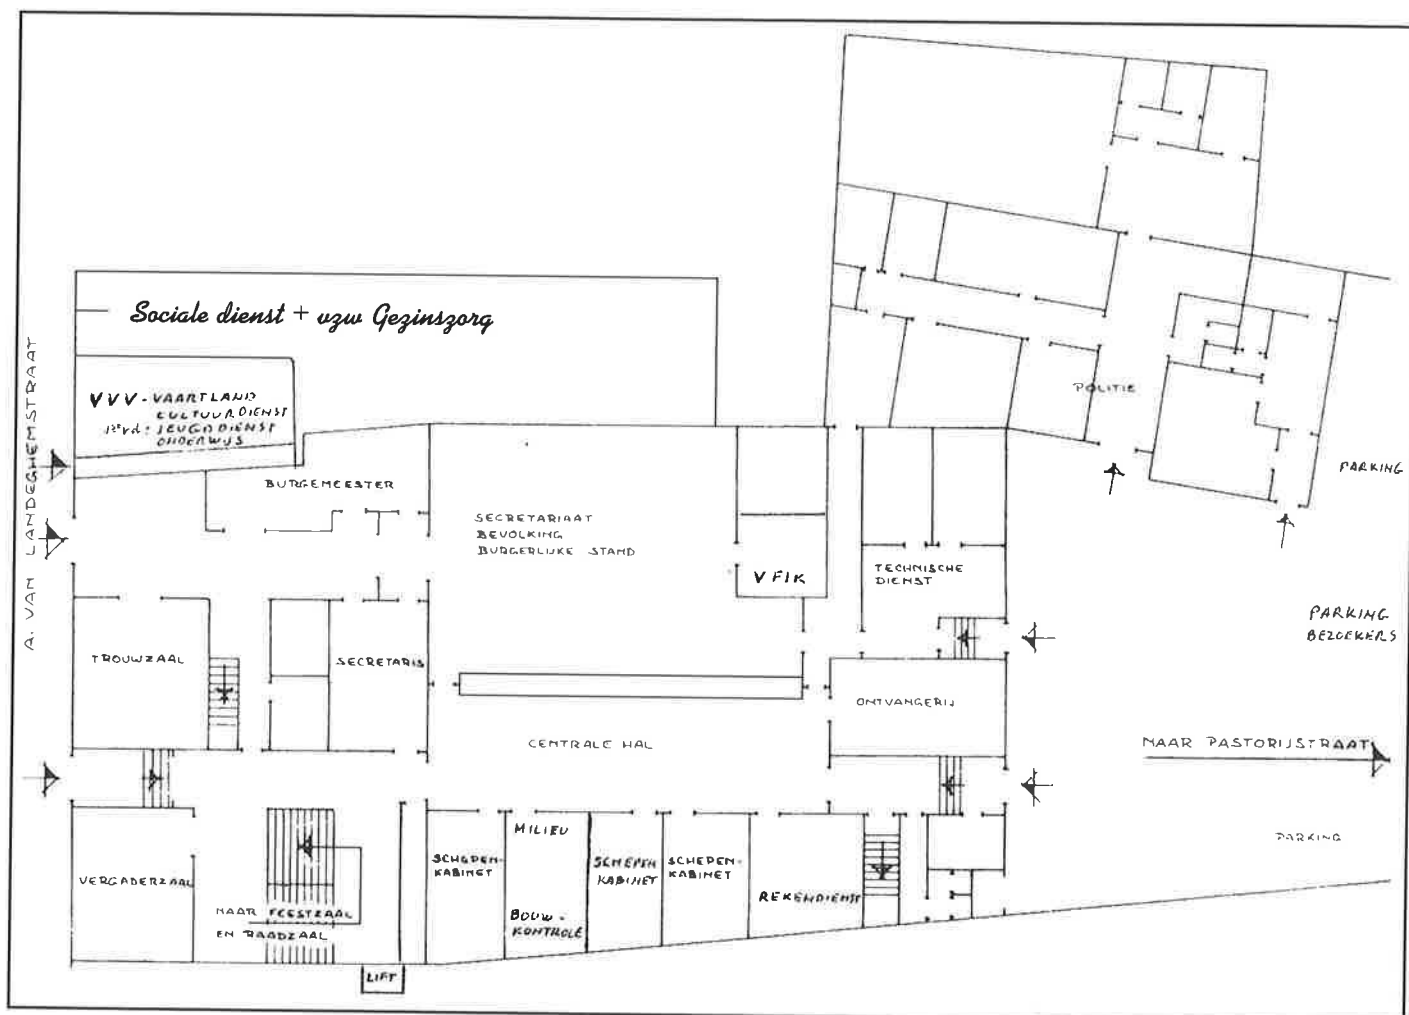 Sociale dienst + vzw Gezinszorg
A. VAN LANDEGHEMSTRAAT
VVV - VAARTLAND
CULTUURDIENST
JEUGDDIENST
ONDERWIJS
POLITIE
PARKING
BURGEMEESTER
SECRETARIAAT
BEVOLKING
BURGERLIJKE STAND
VFIK
TECHNISCHE
DIENST
PARKING
BEZOEKERS
TROUWZAAL
SECRETARIS
ONTVANGERIJ
CENTRALE HAL
NAAR PASTORIJSTRAAT
MILIEU
BOUW-
KONTROLE
SCHEPEN-
KABINET
SCHEPEN
KABINET
SCHEPEN-
KABINET
REKENDIENST
PARKING
VERGADERZAAL
NAAR FEESTZAAL
EN RAADZAAL
LIFT